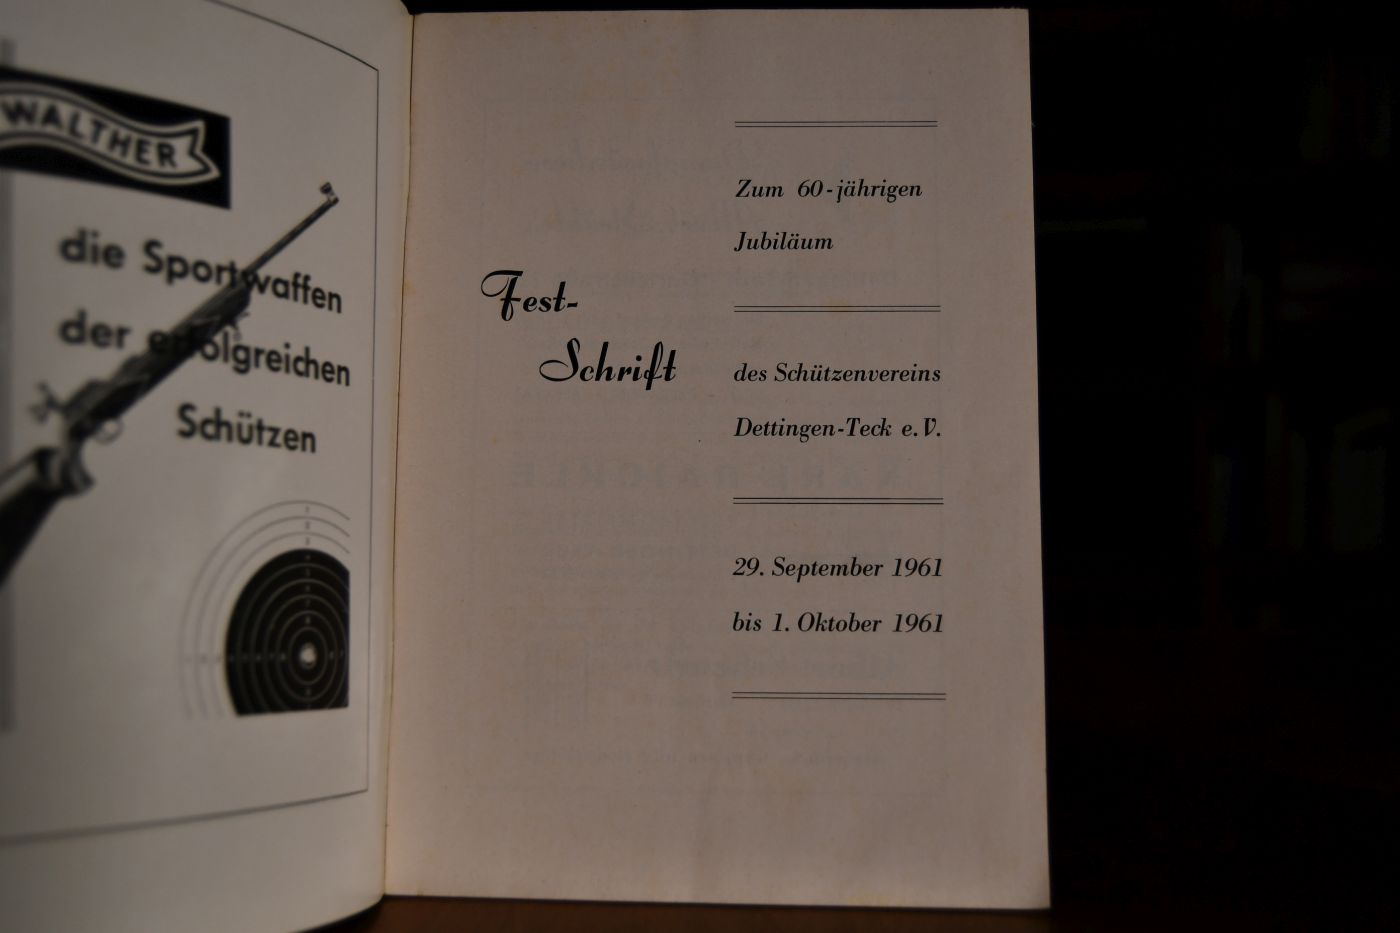 WALTHER
die Sportwaffen
der erfolgreichen
Schützen
Fest-
Schrift
Zum 60-jährigen
Jubiläum
des Schützenvereins
Dettingen-Teck e.V.
29. September 1961
bis 1. Oktober 1961